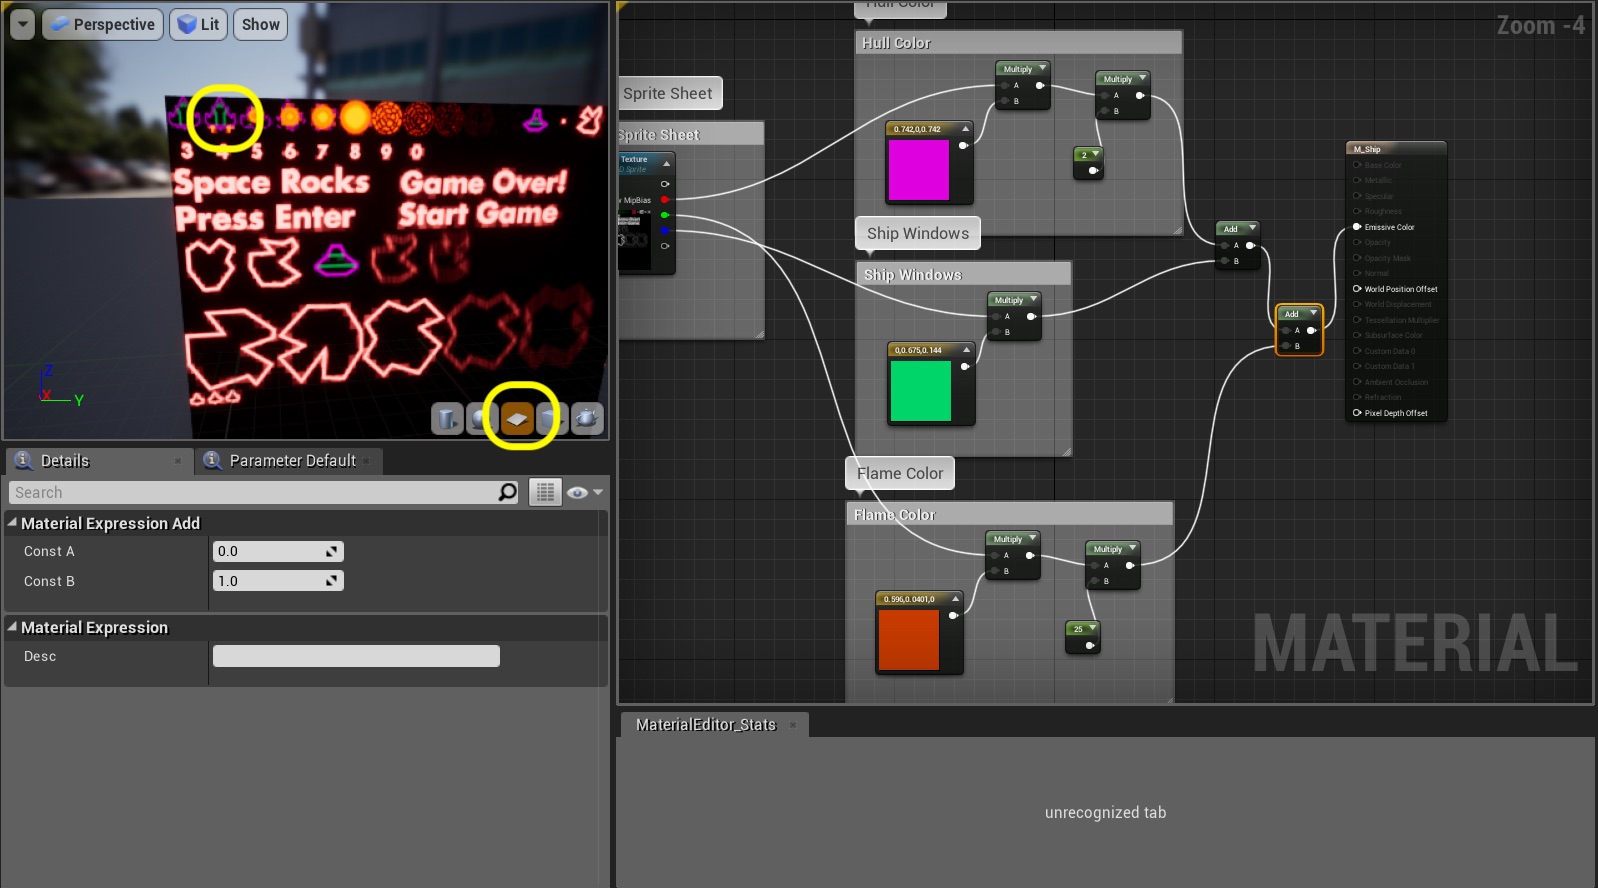 Perspective
Lit
Show
3 4 5 6 7 8 9 0
Space Rocks
Game Over!
Press Enter
Start Game
Z
X
Y
Details
Parameter Default
Search
Material Expression Add
Const A
0.0
Const B
1.0
Material Expression
Desc
Zoom -4
Hull Color
Hull Color
Multiply
A
B
Multiply
A
B
0.742,0,0.742
2
Sprite Sheet
Sprite Sheet
Texture
D Sprite
w MipBias
Ship Windows
Ship Windows
Multiply
A
B
0,0.675,0.144
Flame Color
Flame Color
Multiply
A
B
Multiply
A
B
0.596,0.0401,0
25
Add
A
B
Add
A
B
M_Ship
Base Color
Metallic
Specular
Roughness
Emissive Color
Opacity
Opacity Mask
Normal
World Position Offset
World Displacement
Tessellation Multiplier
Subsurface Color
Custom Data 0
Custom Data 1
Ambient Occlusion
Refraction
Pixel Depth Offset
MATERIAL
MaterialEditor_Stats
unrecognized tab